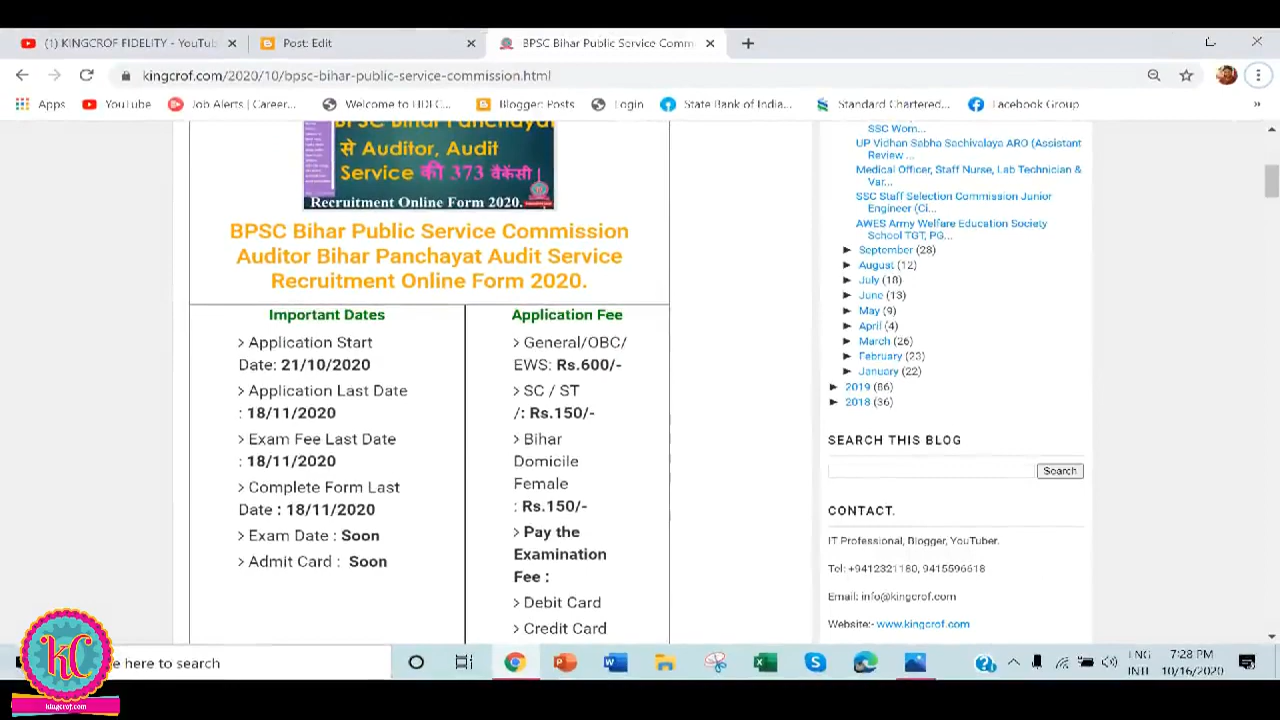 (1) KINGCROF FIDELITY - YouTub
Post: Edit
BPSC Bihar Public Service Comm
kingcrof.com/2020/10/bpsc-bihar-public-service-commission.html
Apps
YouTube
Job Alerts | Career...
Welcome to HDFC...
Blogger: Posts
Login
State Bank of India...
Standard Chartered...
Facebook Group
»
BPSC Bihar Panchayat
से Auditor, Audit
Service की 373 वैकेंसी |
Recruitment Online Form 2020.
BPSC Bihar Public Service Commission
Auditor Bihar Panchayat Audit Service
Recruitment Online Form 2020.
Important Dates
> Application Start
Date: 21/10/2020
> Application Last Date
: 18/11/2020
> Exam Fee Last Date
: 18/11/2020
> Complete Form Last
Date : 18/11/2020
> Exam Date : Soon
> Admit Card : Soon
Application Fee
> General/OBC/
EWS: Rs.600/-
> SC / ST
/: Rs.150/-
> Bihar
Domicile
Female
: Rs.150/-
> Pay the
Examination
Fee :
> Debit Card
> Credit Card
SSC Wom...
UP Vidhan Sabha Sachivalaya ARO (Assistant
Review ...
Medical Officer, Staff Nurse, Lab Technician &
Var...
SSC Staff Selection Commission Junior
Engineer (Ci...
AWES Army Welfare Education Society
School TGT, PG...
► September (28)
► August (12)
► July (10)
► June (13)
► May (9)
► April (4)
► March (26)
► February (23)
► January (22)
► 2019 (86)
► 2018 (36)
SEARCH THIS BLOG
Search
CONTACT.
IT Professional, Blogger, YouTuber.
Tel: +9412321180, 9415596618
Email: info@kingcrof.com
Website:- www.kingcrof.com
KC
kingcrof.com
here to search
ENG
INTL
7:28 PM
10/16/2020